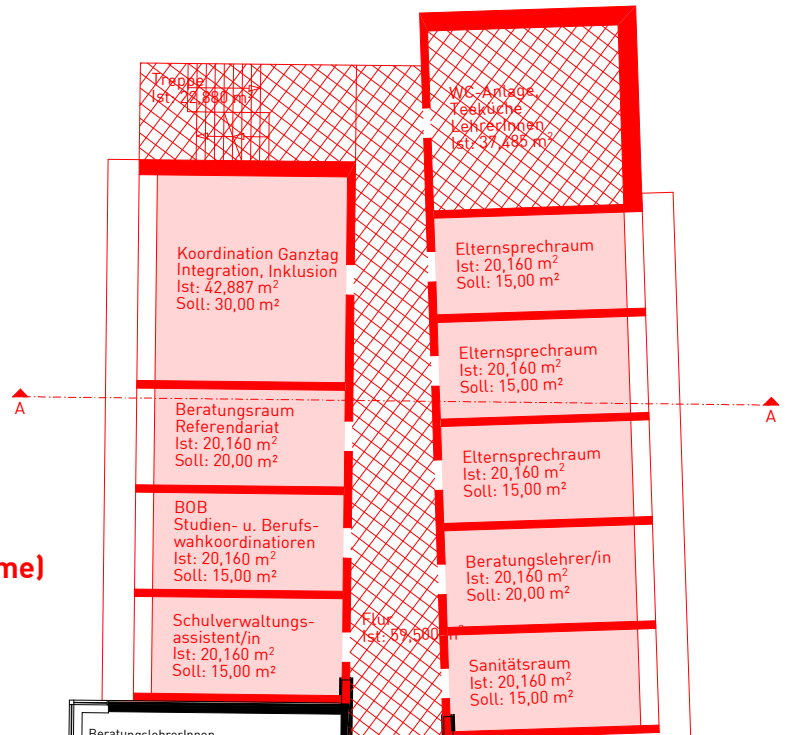 Treppe
Ist: 22,880 m²
WC-Anlage,
Teeküche
LehrerInnen
Ist: 37,485 m²
Koordination Ganztag
Integration, Inklusion
Ist: 42,887 m²
Soll: 30,00 m²
Elternsprechraum
Ist: 20,160 m²
Soll: 15,00 m²
Elternsprechraum
Ist: 20,160 m²
Soll: 15,00 m²
A
A
Beratungsraum
Referendariat
Ist: 20,160 m²
Soll: 20,00 m²
Elternsprechraum
Ist: 20,160 m²
Soll: 15,00 m²
BOB
Studien- u. Berufs-
wahkoordinatioren
Ist: 20,160 m²
Soll: 15,00 m²
Beratungslehrer/in
Ist: 20,160 m²
Soll: 20,00 m²
me)
Schulverwaltungs-
assistent/in
Ist: 20,160 m²
Soll: 15,00 m²
Flur
Ist: 59,500 m²
Sanitätsraum
Ist: 20,160 m²
Soll: 15,00 m²
BeratungslehrerInnen